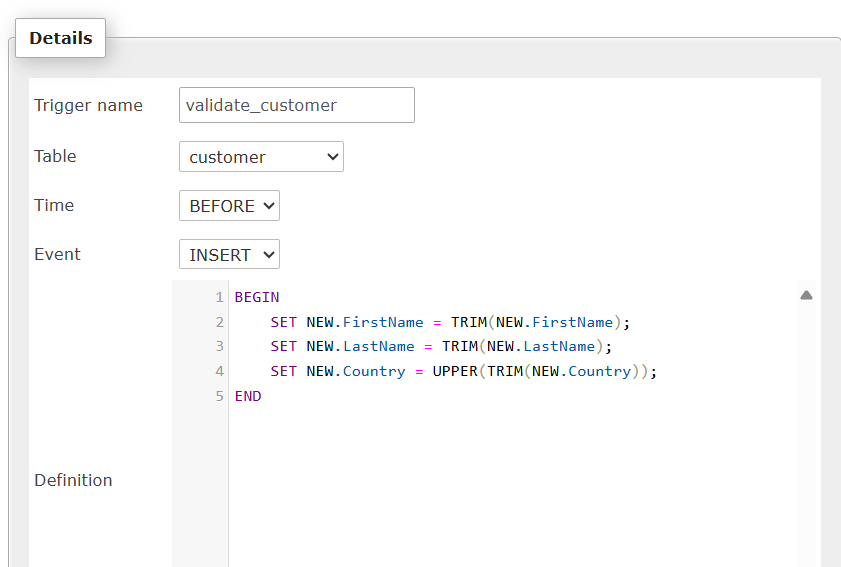 Details
Trigger name validate_customer
Table customer
Time BEFORE
Event INSERT
Definition
1 BEGIN
2     SET NEW.FirstName = TRIM(NEW.FirstName);
3     SET NEW.LastName = TRIM(NEW.LastName);
4     SET NEW.Country = UPPER(TRIM(NEW.Country));
5 END